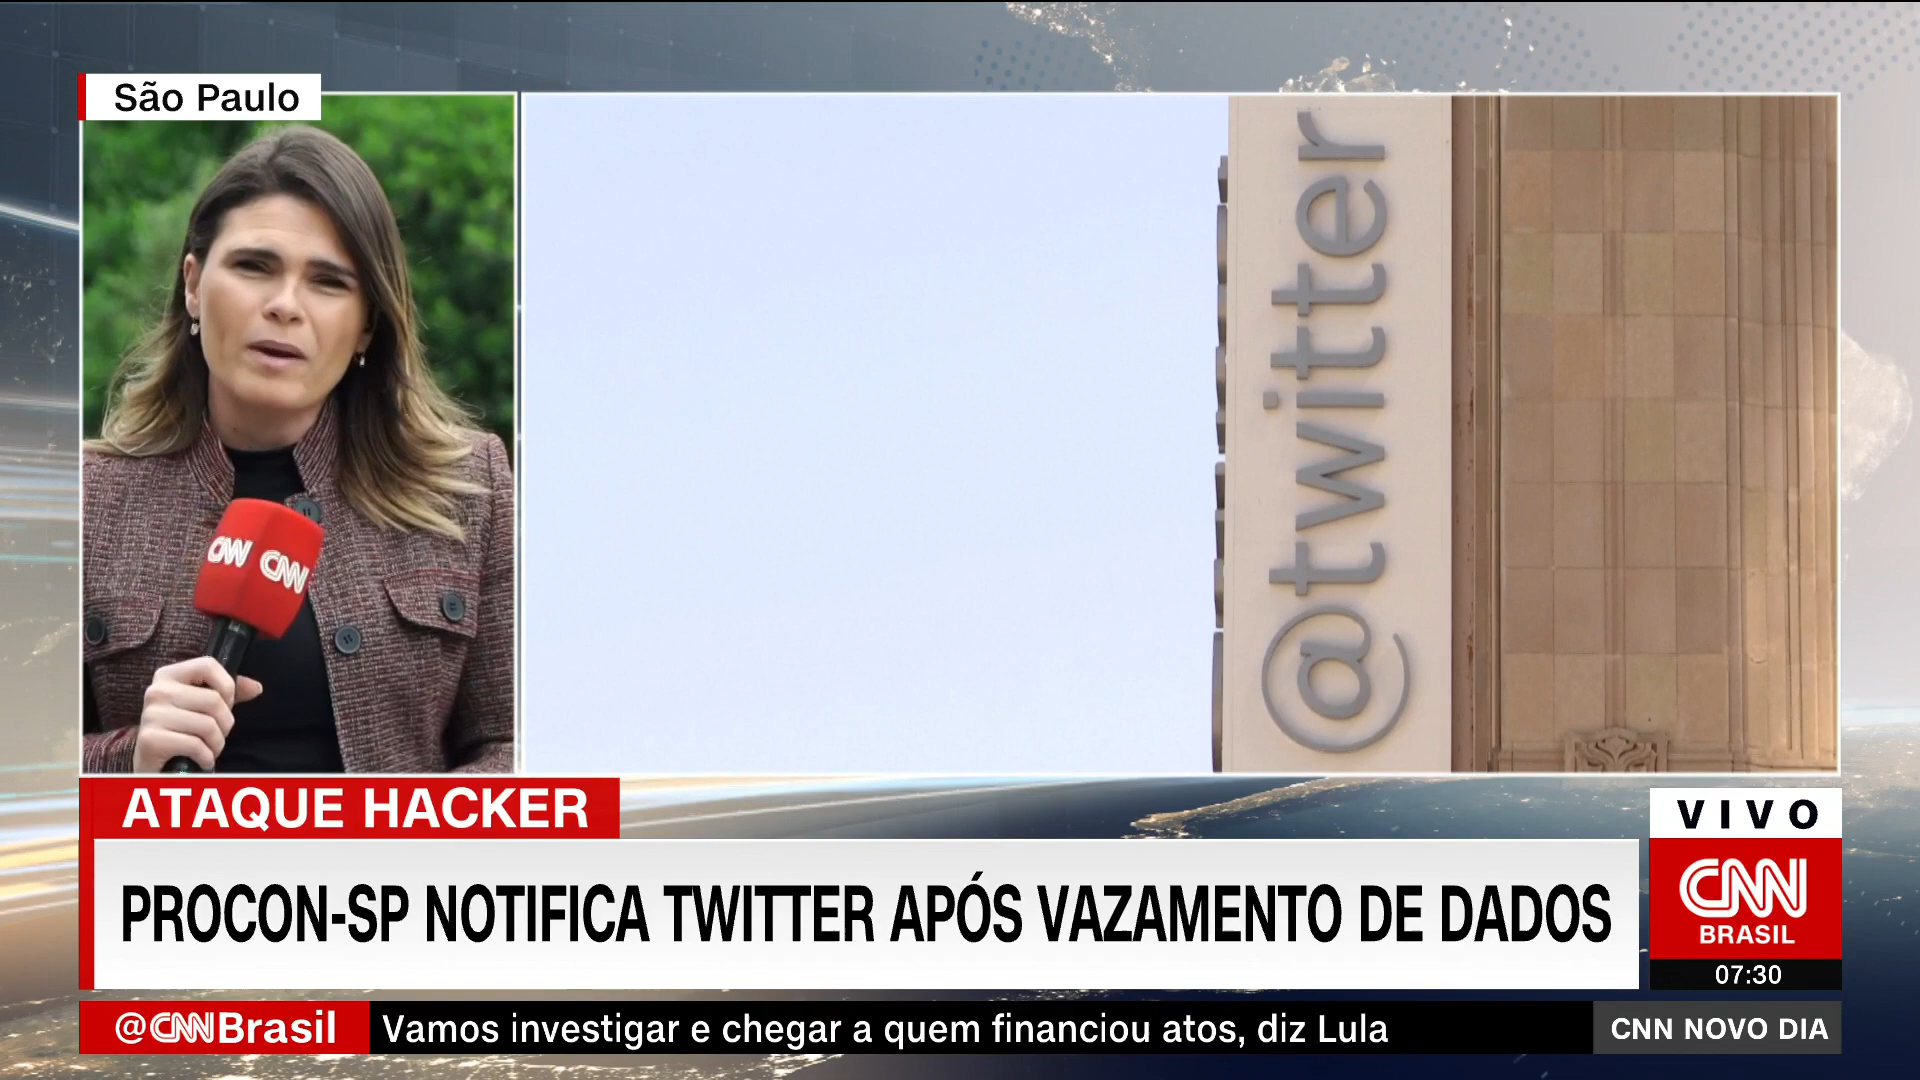 São Paulo
@twitter
CNN CNN
ATAQUE HACKER
PROCON-SP NOTIFICA TWITTER APÓS VAZAMENTO DE DADOS
VIVO
CNN
BRASIL
07:30
@CNNBrasil
Vamos investigar e chegar a quem financiou atos, diz Lula
CNN NOVO DIA